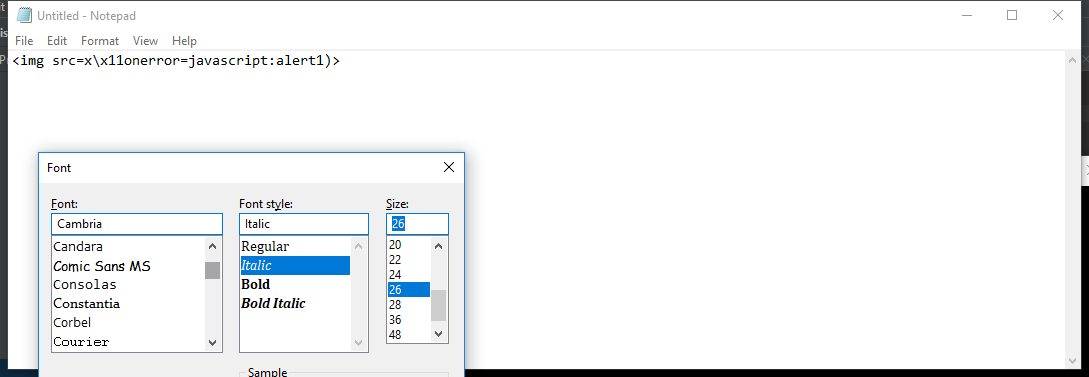 Untitled - Notepad
File Edit Format View Help
<img src=x\x11onerror=javascript:alert1)>
Font
Font: Font style: Size:
Cambria Italic 26
Candara Regular 20
Comic Sans MS Italic 22
Consolas Bold 24
Constantia Bold Italic 26
Corbel 28
Courier 36
48
Sample